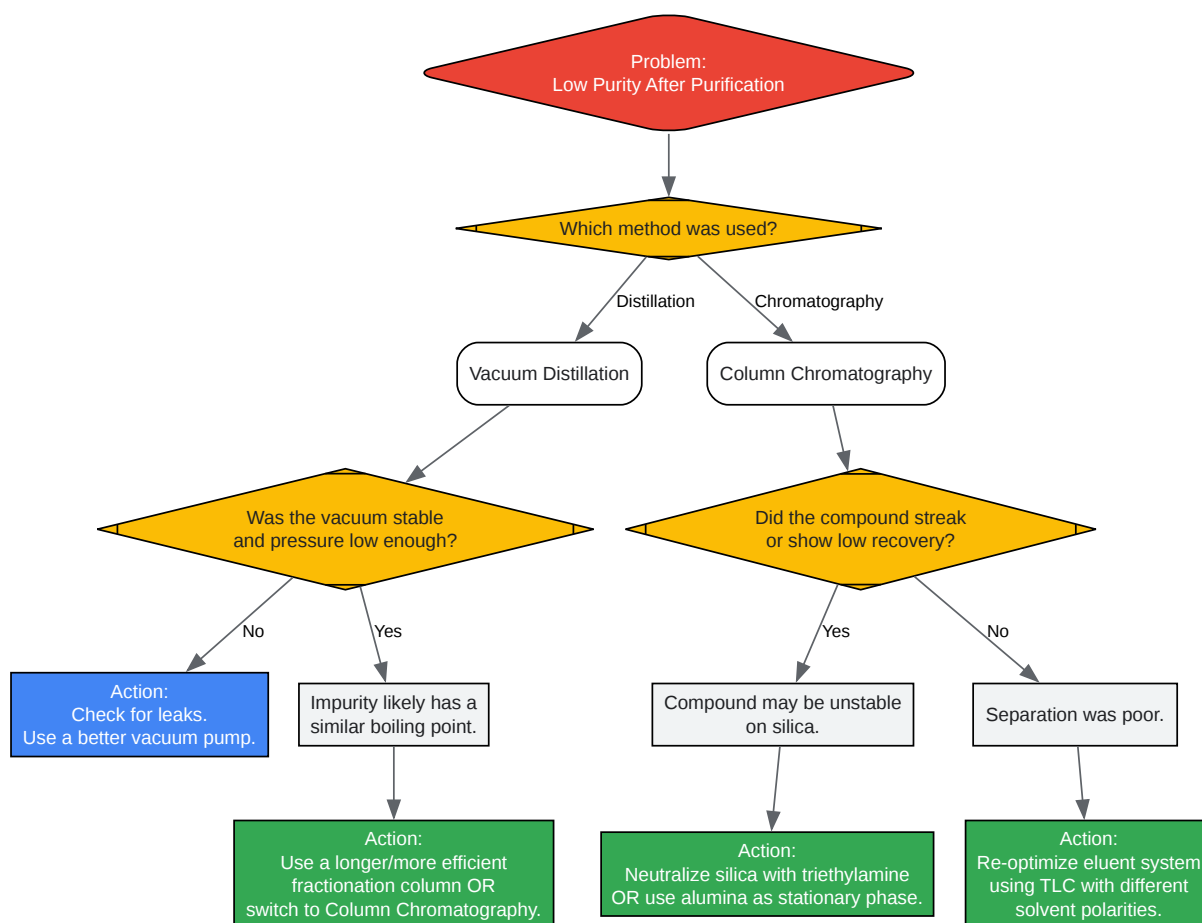 Problem:
Low Purity After Purification
Which method was used?
Distillation
Chromatography
Vacuum Distillation
Column Chromatography
Was the vacuum stable
and pressure low enough?
Did the compound streak
or show low recovery?
No
Yes
Yes
No
Action:
Check for leaks.
Use a better vacuum pump.
Impurity likely has a
similar boiling point.
Compound may be unstable
on silica.
Separation was poor.
Action:
Use a longer/more efficient
fractionation column OR
switch to Column Chromatography.
Action:
Neutralize silica with triethylamine
OR use alumina as stationary phase.
Action:
Re-optimize eluent system
using TLC with different
solvent polarities.